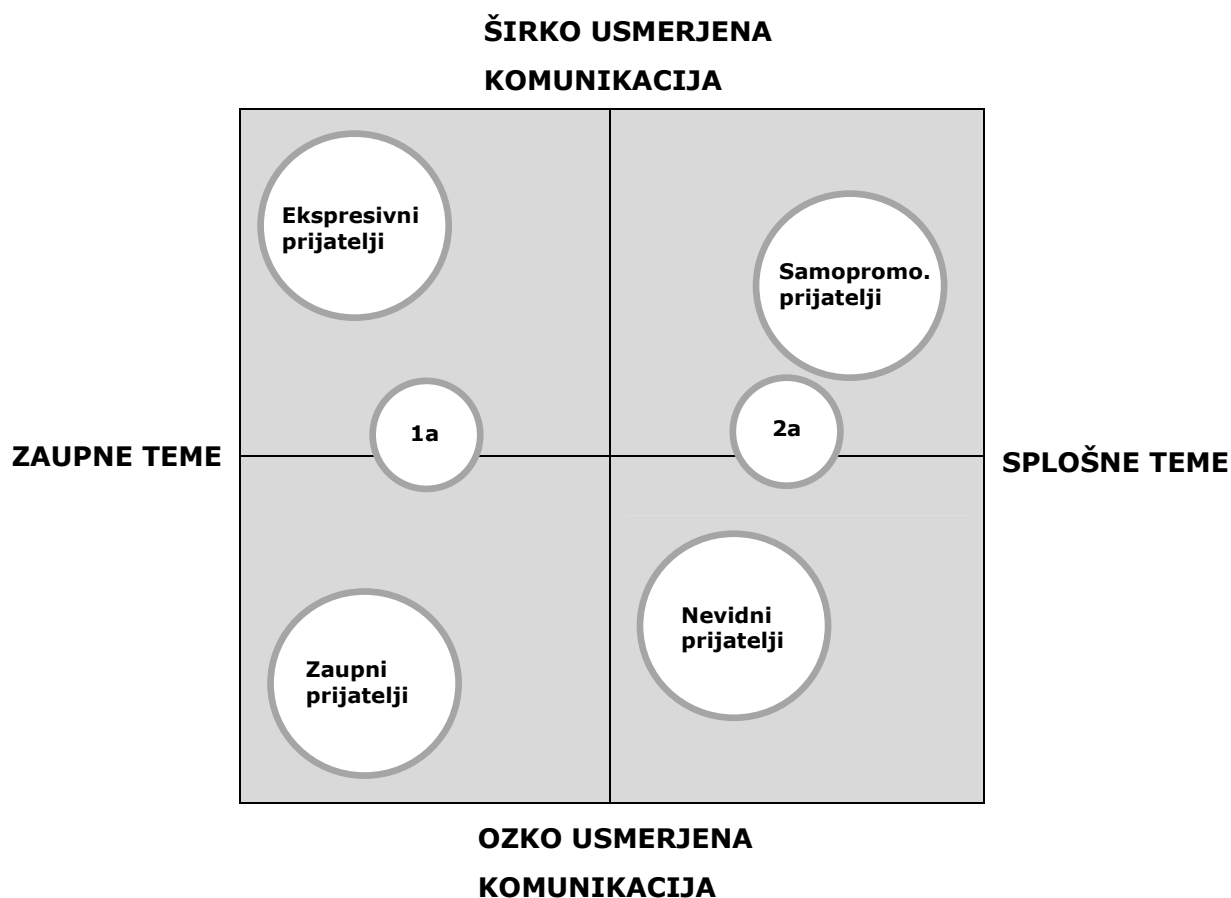 ŠIRKO USMERJENA
KOMUNIKACIJA
Ekspresivni
prijatelji
Samopromo.
prijatelji
1a
2a
ZAUPNE TEME
SPLOŠNE TEME
Nevidni
prijatelji
Zaupni
prijatelji
OZKO USMERJENA
KOMUNIKACIJA